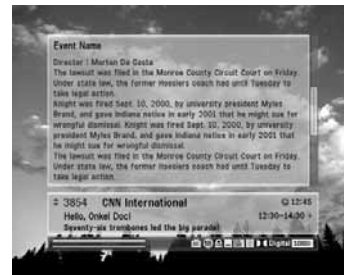 Event Name
Director : Morton Da Costa
The lawsuit was filed in the Monroe County Circuit Court on Friday.
Under state law, the former Hoosiers coach had until Tuesday to
take legal action.
Knight was fired Sept. 10, 2000, by university president Myles
Brand, and gave Indiana notice in early 2001 that he might sue for
wrongful dismissal. Knight was fired Sept. 10, 2000, by university
president Myles Brand, and gave Indiana notice in early 2001 that
he might sue for wrongful dismissal.
The lawsuit was filed in the Monroe County Circuit Court on Friday.
Under state law, the former Hoosiers coach had until Tuesday to
take legal action.
3854 CNN International 12:45
Hello, Onkel Doc! 12:30~14:30
Seventy-six trombones led the big parade!
Digital